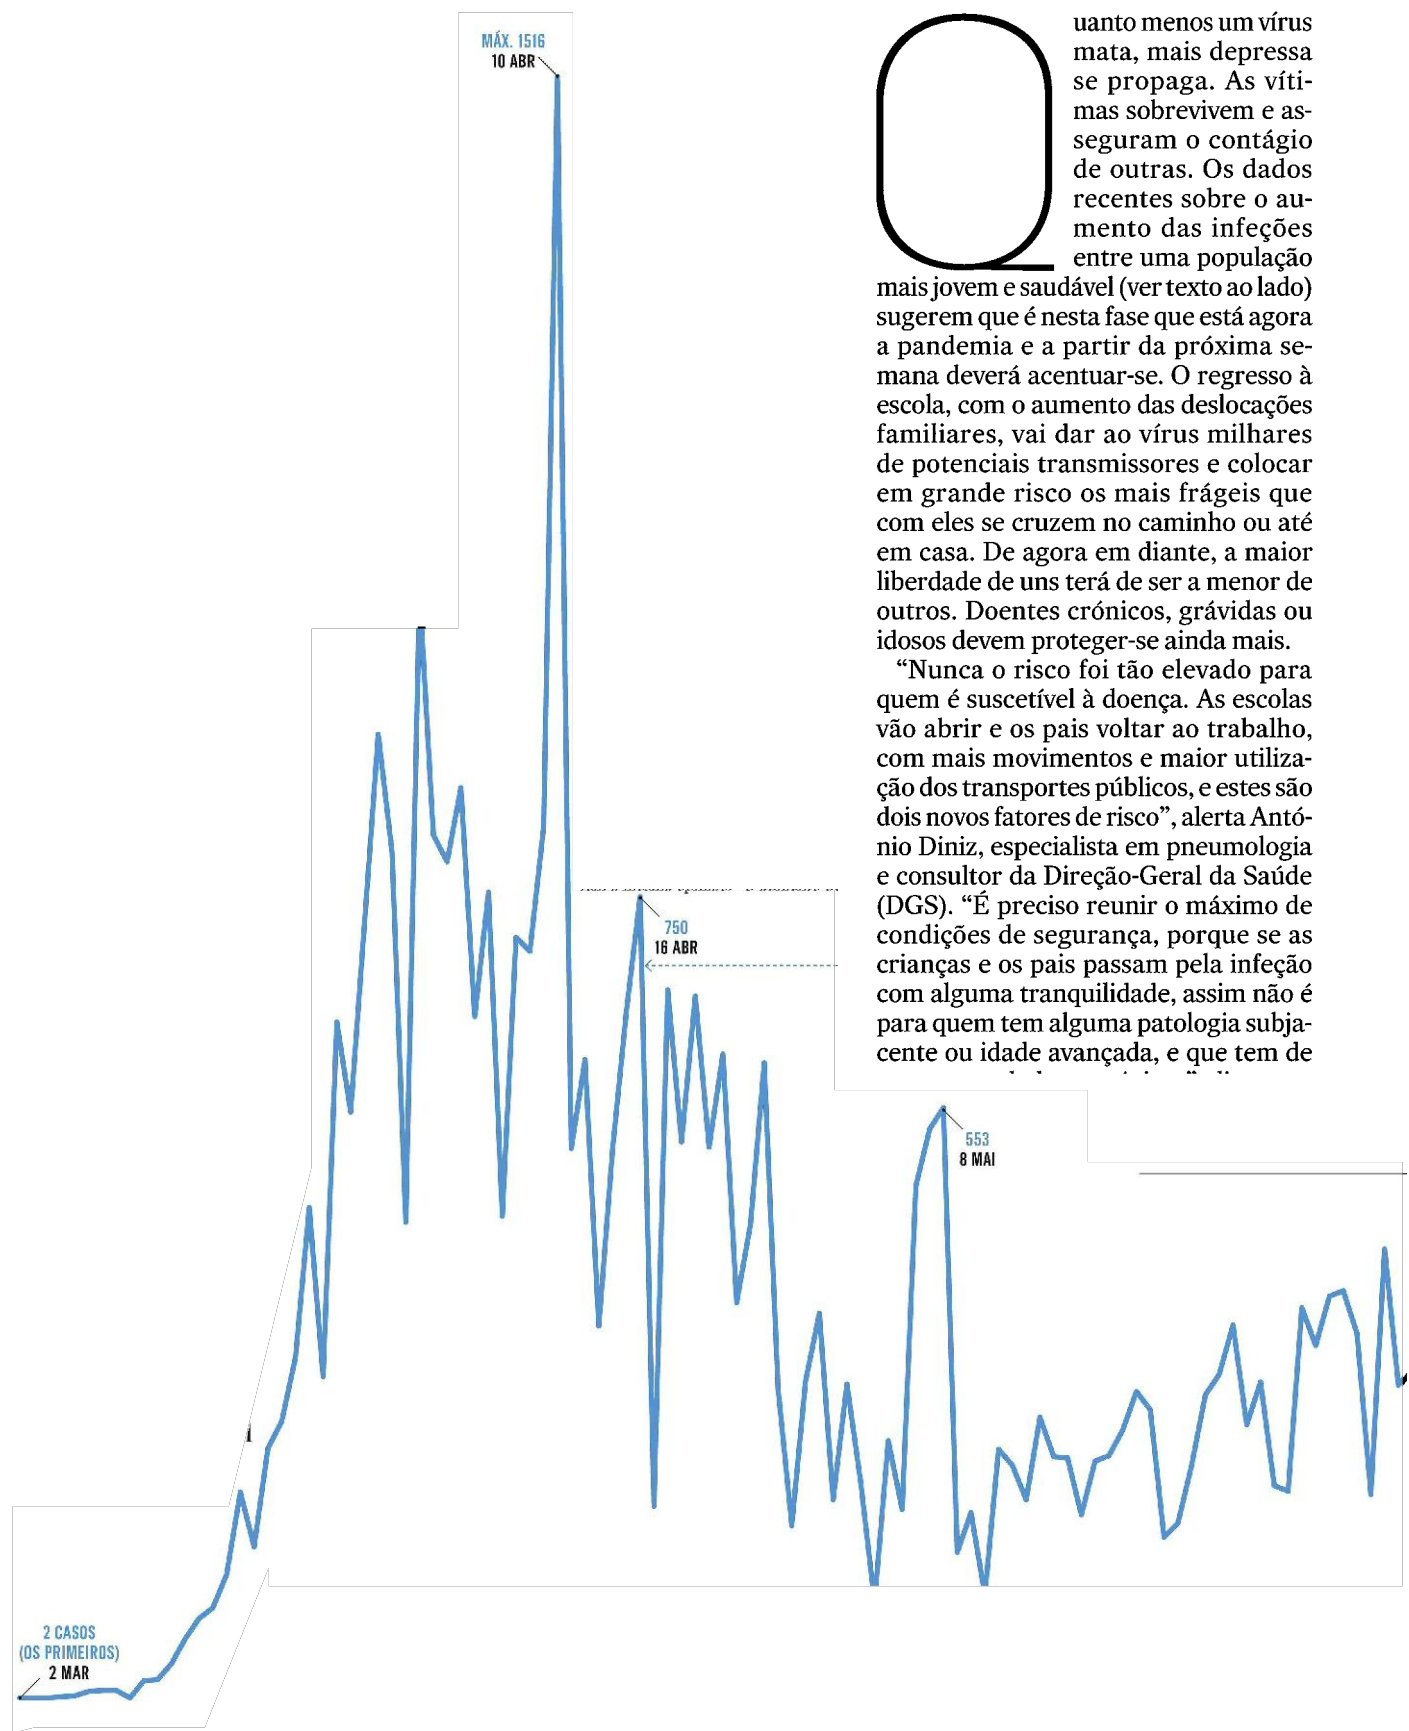 MÁX. 1516
10 ABR
Quanto menos um vírus
mata, mais depressa
se propaga. As víti-
mas sobrevivem e as-
seguram o contágio
de outras. Os dados
recentes sobre o au-
mento das infeções
entre uma população
mais jovem e saudável (ver texto ao lado)
sugerem que é nesta fase que está agora
a pandemia e a partir da próxima se-
mana deverá acentuar-se. O regresso à
escola, com o aumento das deslocações
familiares, vai dar ao vírus milhares
de potenciais transmissores e colocar
em grande risco os mais frágeis que
com eles se cruzem no caminho ou até
em casa. De agora em diante, a maior
liberdade de uns terá de ser a menor de
outros. Doentes crónicos, grávidas ou
idosos devem proteger-se ainda mais.
“Nunca o risco foi tão elevado para
quem é suscetível à doença. As escolas
vão abrir e os pais voltar ao trabalho,
com mais movimentos e maior utiliza-
ção dos transportes públicos, e estes são
dois novos fatores de risco”, alerta Antó-
nio Diniz, especialista em pneumologia
e consultor da Direção-Geral da Saúde
(DGS). “É preciso reunir o máximo de
condições de segurança, porque se as
crianças e os pais passam pela infeção
com alguma tranquilidade, assim não é
para quem tem alguma patologia subja-
cente ou idade avançada, e que tem de
750
16 ABR
553
8 MAI
2 CASOS
(OS PRIMEIROS)
2 MAR